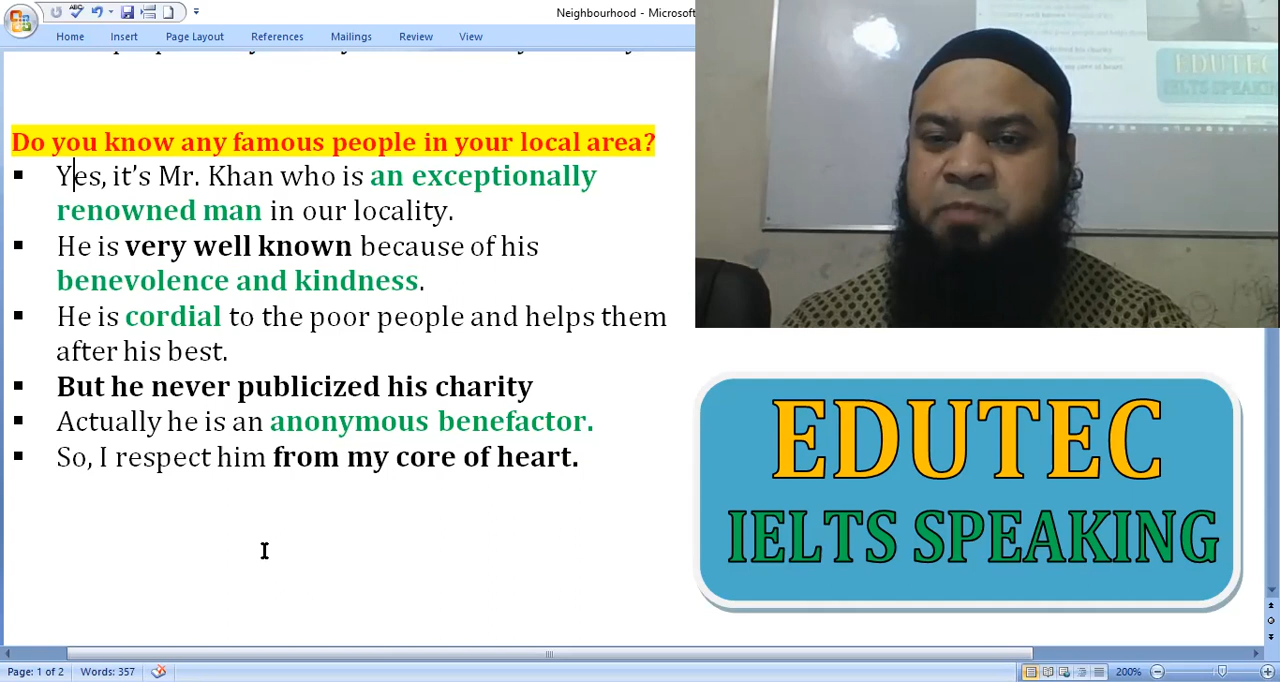 Neighbourhood - Microsoft
Home Insert Page Layout References Mailings Review View
Do you know any famous people in your local area?
Yes, it’s Mr. Khan who is an exceptionally
renowned man in our locality.
He is very well known because of his
benevolence and kindness.
He is cordial to the poor people and helps them
after his best.
But he never publicized his charity
Actually he is an anonymous benefactor.
So, I respect him from my core of heart.
EDUTEC
IELTS SPEAKING
Page: 1 of 2 Words: 357 200%